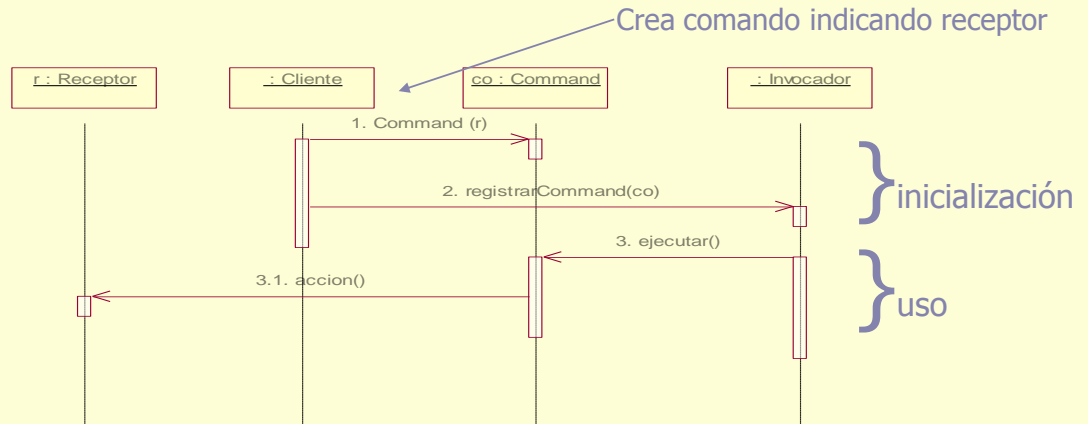 Crea comando indicando receptor
r : Receptor
: Cliente
co : Command
: Invocador
1. Command (r)
2. registrarCommand(co)
inicialización
3. ejecutar()
3.1. accion()
uso